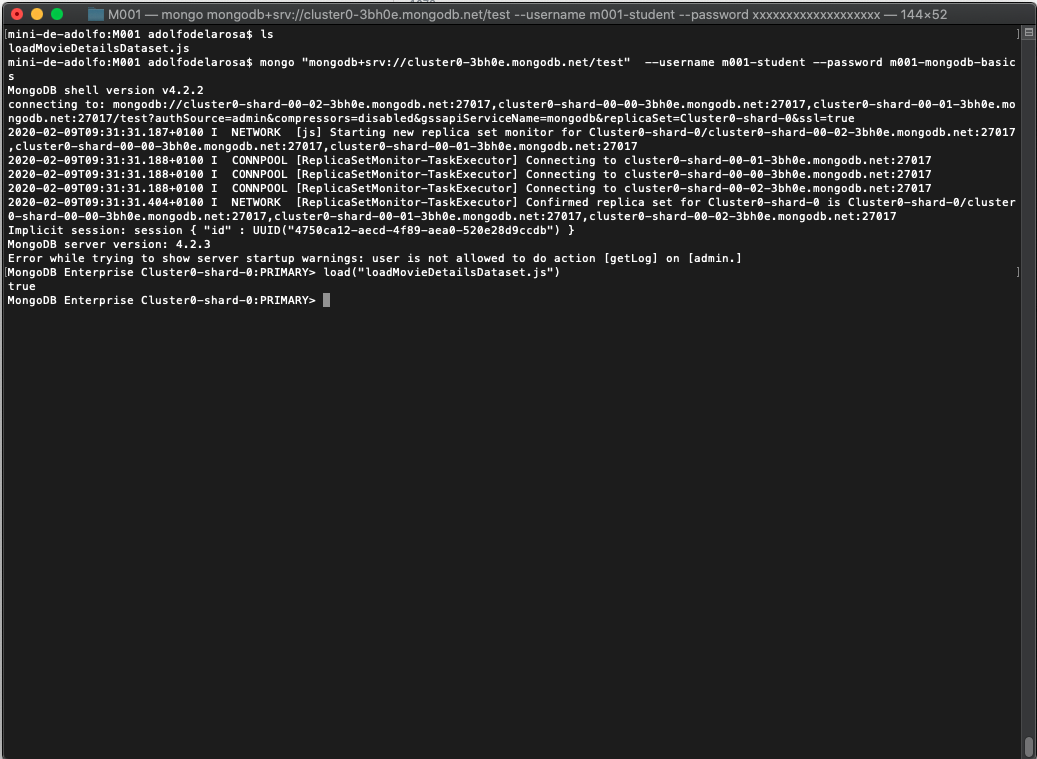 M001 — mongo mongodb+srv://cluster0-3bh0e.mongodb.net/test --username m001-student --password xxxxxxxxxxxxxxxxxxx — 144×52
[mini-de-adolfo:M001 adolfodelarosa$ ls ]
loadMovieDetailsDataset.js
mini-de-adolfo:M001 adolfodelarosa$ mongo "mongodb+srv://cluster0-3bh0e.mongodb.net/test"  --username m001-student --password m001-mongodb-basic
s
MongoDB shell version v4.2.2
connecting to: mongodb://cluster0-shard-00-02-3bh0e.mongodb.net:27017,cluster0-shard-00-00-3bh0e.mongodb.net:27017,cluster0-shard-00-01-3bh0e.mo
ngodb.net:27017/test?authSource=admin&compressors=disabled&gssapiServiceName=mongodb&replicaSet=Cluster0-shard-0&ssl=true
2020-02-09T09:31:31.187+0100 I  NETWORK  [js] Starting new replica set monitor for Cluster0-shard-0/cluster0-shard-00-02-3bh0e.mongodb.net:27017
,cluster0-shard-00-00-3bh0e.mongodb.net:27017,cluster0-shard-00-01-3bh0e.mongodb.net:27017
2020-02-09T09:31:31.188+0100 I  CONNPOOL [ReplicaSetMonitor-TaskExecutor] Connecting to cluster0-shard-00-01-3bh0e.mongodb.net:27017
2020-02-09T09:31:31.188+0100 I  CONNPOOL [ReplicaSetMonitor-TaskExecutor] Connecting to cluster0-shard-00-00-3bh0e.mongodb.net:27017
2020-02-09T09:31:31.188+0100 I  CONNPOOL [ReplicaSetMonitor-TaskExecutor] Connecting to cluster0-shard-00-02-3bh0e.mongodb.net:27017
2020-02-09T09:31:31.404+0100 I  NETWORK  [ReplicaSetMonitor-TaskExecutor] Confirmed replica set for Cluster0-shard-0 is Cluster0-shard-0/cluster
0-shard-00-00-3bh0e.mongodb.net:27017,cluster0-shard-00-01-3bh0e.mongodb.net:27017,cluster0-shard-00-02-3bh0e.mongodb.net:27017
Implicit session: session { "id" : UUID("4750ca12-aecd-4f89-aea0-520e28d9ccdb") }
MongoDB server version: 4.2.3
Error while trying to show server startup warnings: user is not allowed to do action [getLog] on [admin.]
[MongoDB Enterprise Cluster0-shard-0:PRIMARY> load("loadMovieDetailsDataset.js") ]
true
MongoDB Enterprise Cluster0-shard-0:PRIMARY>